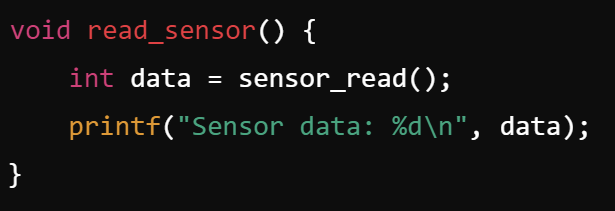 void read_sensor() {
    int data = sensor_read();
    printf("Sensor data: %d\n", data);
}